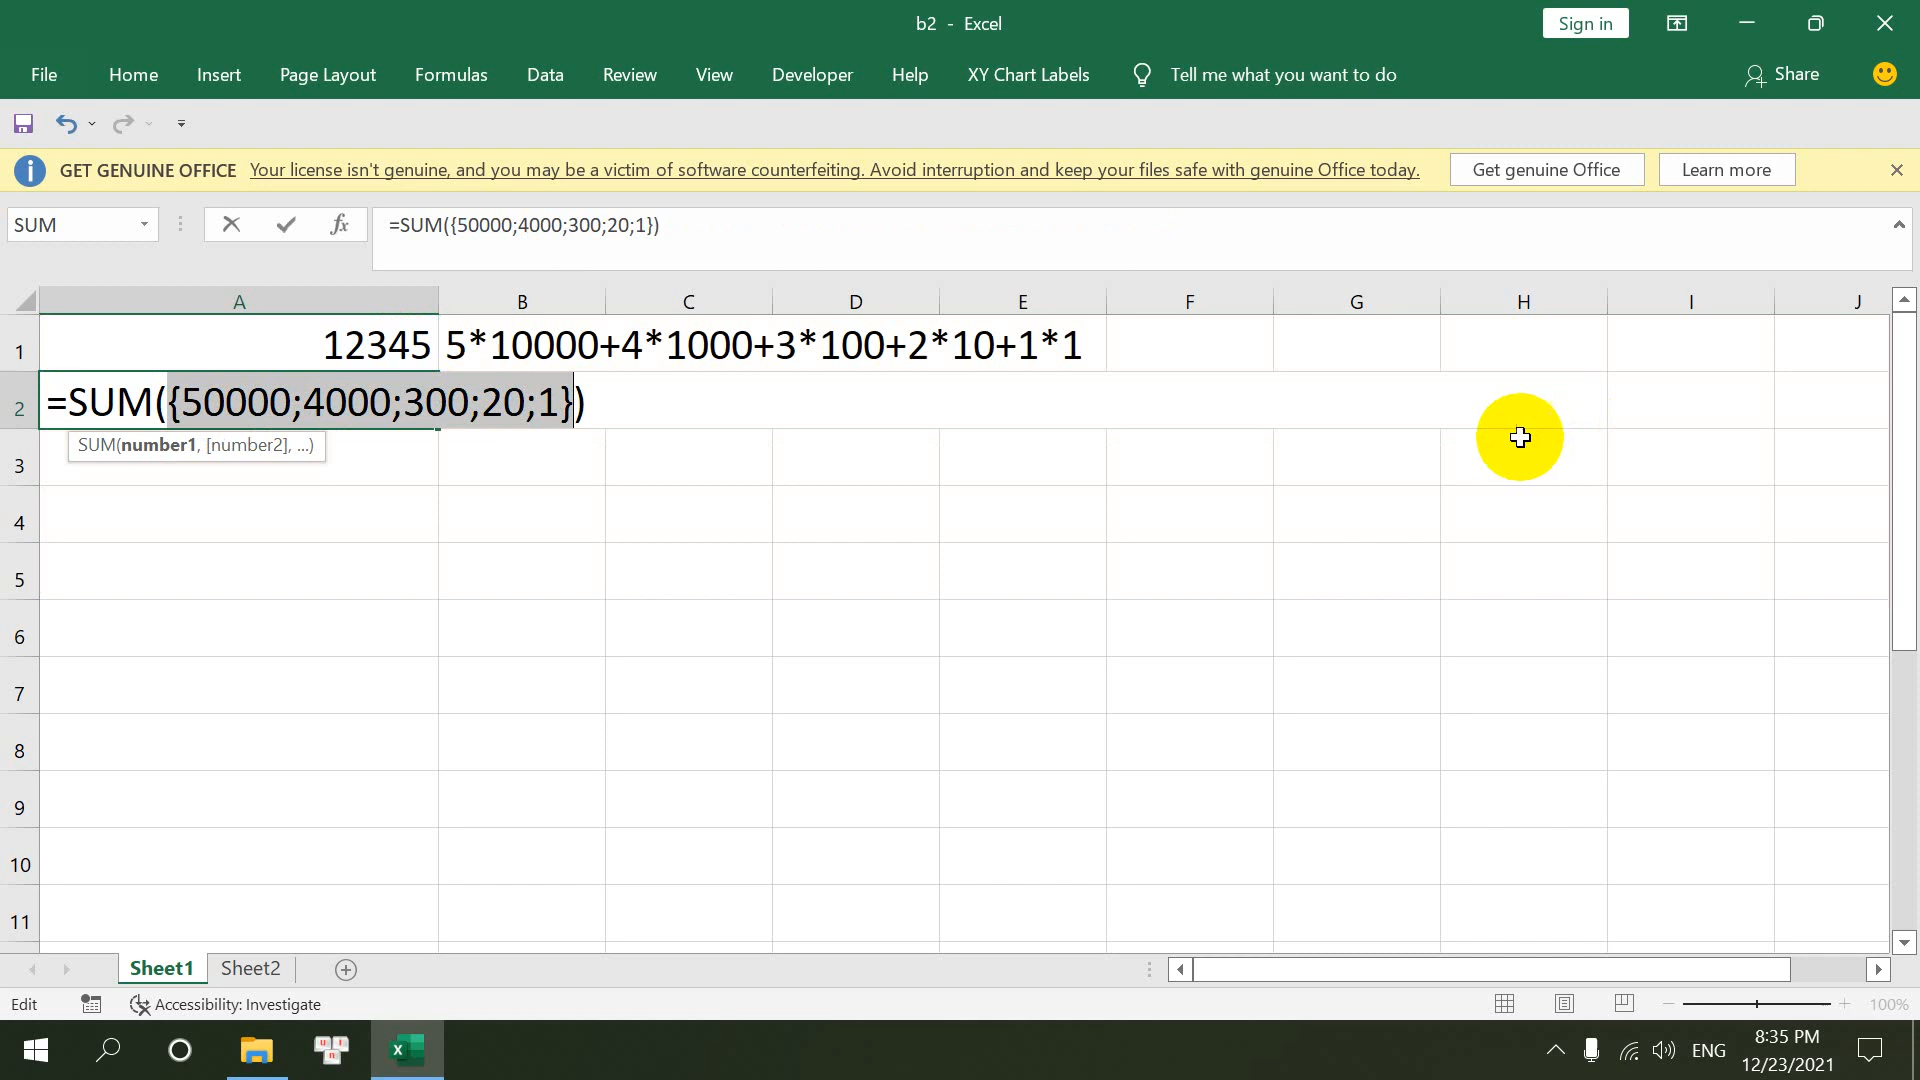 b2 - Excel
Sign in
File Home Insert Page Layout Formulas Data Review View Developer Help XY Chart Labels Tell me what you want to do Share
GET GENUINE OFFICE Your license isn't genuine, and you may be a victim of software counterfeiting. Avoid interruption and keep your files safe with genuine Office today. Get genuine Office Learn more
SUM fx =SUM({50000;4000;300;20;1})
A B C D E F G H I J
1 12345 5*10000+4*1000+3*100+2*10+1*1
2 =SUM({50000;4000;300;20;1})
SUM(number1, [number2], ...)
3
4
5
6
7
8
9
10
11
Sheet1 Sheet2
Edit Accessibility: Investigate 100%
u i n
X
ENG
8:35 PM
12/23/2021